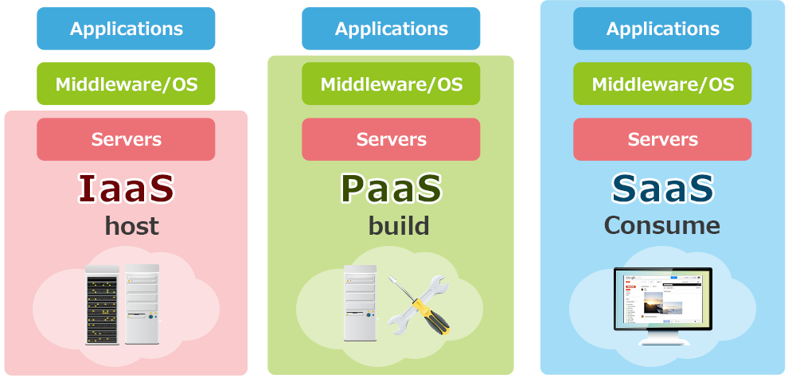 Applications
Middleware/OS
Servers
IaaS
host
Applications
Middleware/OS
Servers
PaaS
build
Applications
Middleware/OS
Servers
SaaS
Consume